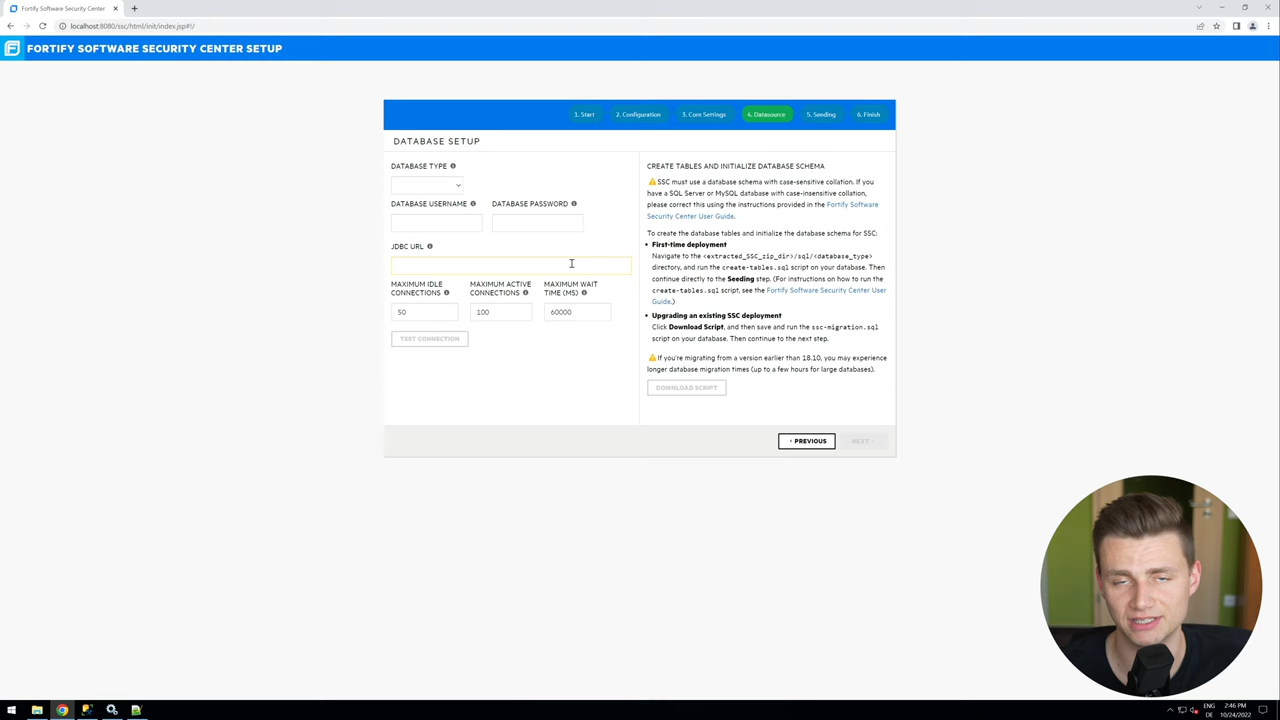 Fortify Software Security Center
localhost:8080/ssc/html/init/index.jsp#!/
FORTIFY SOFTWARE SECURITY CENTER SETUP
1. Start
2. Configuration
3. Core Settings
4. Datasource
5. Seeding
6. Finish
DATABASE SETUP
DATABASE TYPE
DATABASE USERNAME
DATABASE PASSWORD
JDBC URL
MAXIMUM IDLE
CONNECTIONS
MAXIMUM ACTIVE
CONNECTIONS
MAXIMUM WAIT
TIME (MS)
50
100
60000
TEST CONNECTION
CREATE TABLES AND INITIALIZE DATABASE SCHEMA
SSC must use a database schema with case-sensitive collation. If you
have a SQL Server or MySQL database with case-insensitive collation,
please correct this using the instructions provided in the Fortify Software
Security Center User Guide.
To create the database tables and initialize the database schema for SSC:
• First-time deployment
Navigate to the <extracted_SSC_zip_dir>/sql/<database_type>
directory, and run the create-tables.sql script on your database. Then
continue directly to the Seeding step. (For instructions on how to run the
create-tables.sql script, see the Fortify Software Security Center User
Guide.)
• Upgrading an existing SSC deployment
Click Download Script, and then save and run the ssc-migration.sql
script on your database. Then continue to the next step.
If you're migrating from a version earlier than 18.10, you may experience
longer database migration times (up to a few hours for large databases).
DOWNLOAD SCRIPT
‹ PREVIOUS
NEXT ›
ENG
DE
2:46 PM
10/24/2022